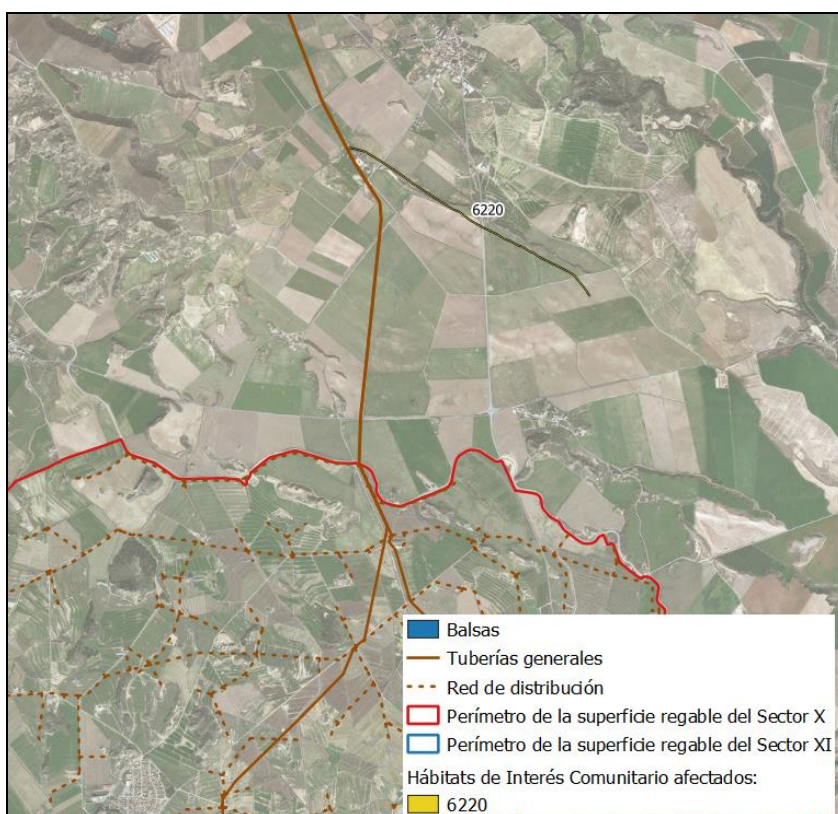 6220
Balsas
Tuberías generales
Red de distribución
Perímetro de la superficie regable del Sector X
Perímetro de la superficie regable del Sector XI
Hábitats de Interés Comunitario afectados:
6220